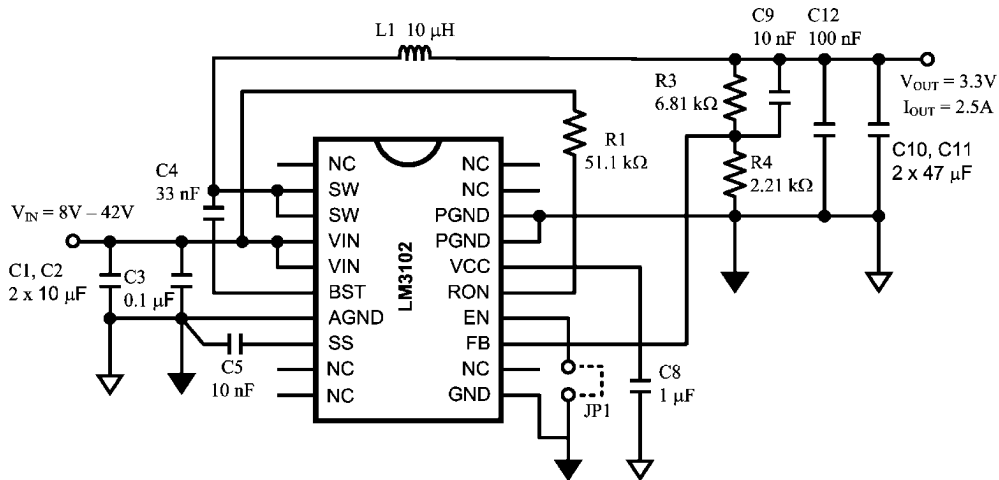 L1 10 μH
C9
10 nF
C12
100 nF
R3
6.81 kΩ
VOUT = 3.3V
IOUT = 2.5A
R1
51.1 kΩ
C10, C11
2 x 47 μF
R4
2.21 kΩ
C4
33 nF
VIN = 8V – 42V
C1, C2
2 x 10 μF
C3
0.1 μF
C5
10 nF
LM3102
NC
SW
SW
VIN
VIN
BST
AGND
SS
NC
NC
NC
NC
PGND
PGND
VCC
RON
EN
FB
NC
GND
JP1
C8
1 μF